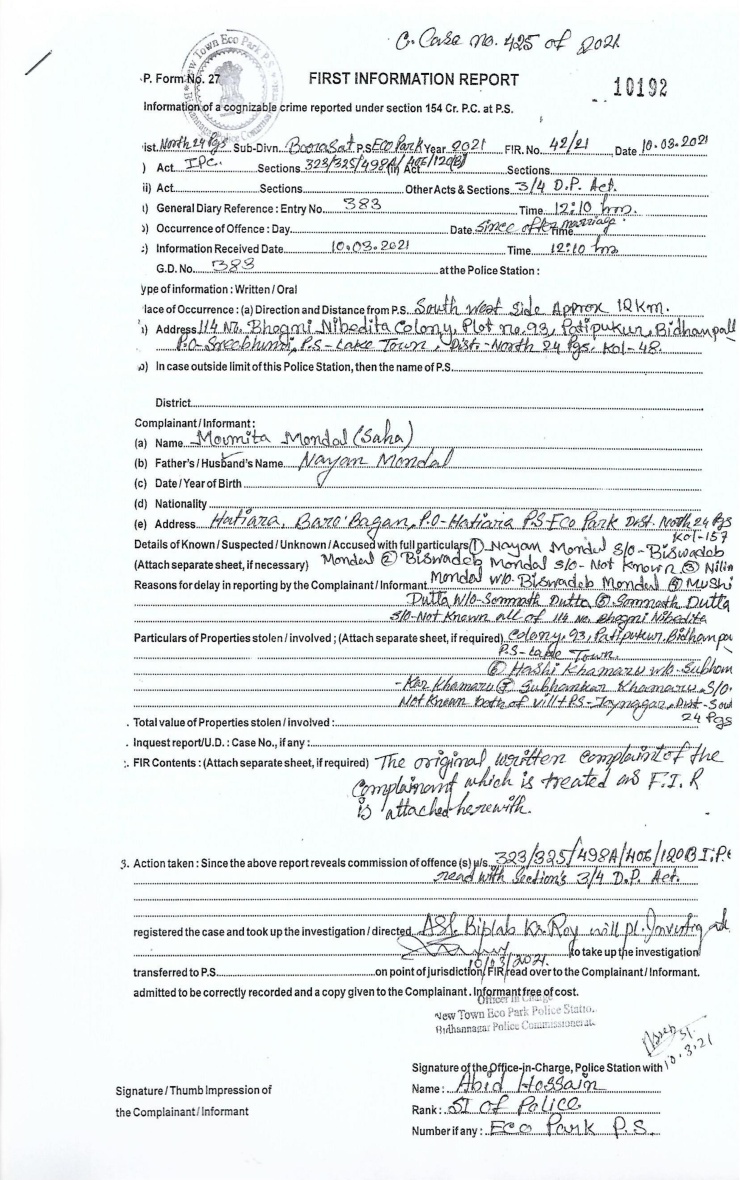 C. Case no. 425 of 2021
New Town Eco Park P.S.
P. Form No. 27
FIRST INFORMATION REPORT
10192
Information of a cognizable crime reported under section 154 Cr. P.C. at P.S.
ist. North 24 Pgs Sub-Divn. Barasat P.S Eco Park Year 2021 FIR. No. 42/21 Date 10.03.2021
) Act IPC. Sections 323/325/498A/406/120(B) (ii) Act Sections
ii) Act Sections Other Acts & Sections 3/4 D.P. Act.
ı) General Diary Reference : Entry No. 383 Time 12:10 hrs.
ɔ) Occurrence of Offence : Day Date Since after marriage Time
:) Information Received Date 10.03.2021 Time 12:10 hrs
G.D. No. 383 at the Police Station :
ype of information : Written / Oral
lace of Occurrence : (a) Direction and Distance from P.S. South West Side Approx 12 Km.
ı) Address 114 No. Bhagni Nibedita Colony, Plot no. 93, Patipukur, Bidhanpall
P.O- Sreebhumi, P.S - Lake Town, Dist.- North 24 Pgs. Kol-48.
ɔ) In case outside limit of this Police Station, then the name of P.S.
District
Complainant / Informant :
(a) Name Moumita Mondal (Saha)
(b) Father's / Husband's Name Nayan Mondal
(c) Date / Year of Birth
(d) Nationality
(e) Address Hatiara, Baro Bagan, P.O- Hatiara P.S- Eco Park Dist. North 24 Pgs
Kol-157
Details of Known / Suspected / Unknown / Accused with full particulars ① Nayan Mondal S/O - Biswadeb
(Attach separate sheet, if necessary) Mondal ② Biswadeb Mondal S/o- Not Known ③ Nilim
Reasons for delay in reporting by the Complainant / Informant Mondal w/o- Biswadeb Mondal ④ Mushi
Dutta W/o- Somnath Dutta ⑤ Somnath Dutta
S/o- Not Known all of 114 No. Bhagni Nibedita
Particulars of Properties stolen / involved ; (Attach separate sheet, if required) Colony, 93, Patipukur, Bidhanpa
P.S- Lake Town.
⑥ Hashi Khamaru w/o. Subham
- Kar Khamaru ⑦ Subhamkar Khamaru, S/O.
Not Known both of vill + P.S- Joynagar, Dist- Sou
24 Pgs
. Total value of Properties stolen / involved :
. Inquest report/U.D. : Case No., if any :
:. FIR Contents : (Attach separate sheet, if required) The original written complaint of the
Complainant which is treated as F.I.R
is attached herewith.
3. Action taken : Since the above report reveals commission of offence (s) u/s. 323/325/498A/406/120B I.P.C
read with Section's 3/4 D.P. Act.
registered the case and took up the investigation / directed ASI. Biplab Kr. Roy will pl. Investigate
to take up the investigation
10/03/2021.
transferred to P.S. on point of jurisdiction, FIR read over to the Complainant / Informant.
admitted to be correctly recorded and a copy given to the Complainant. Informant free of cost.
Officer in Charge
New Town Eco Park Police Statio.
Bidhannagar Police Commissionerate
10.3.21
Signature of the Office-in-Charge, Police Station with
Signature / Thumb Impression of
the Complainant / Informant
Name : Abid Hossain
Rank : SI of Police
Number if any : Eco Park P.S.